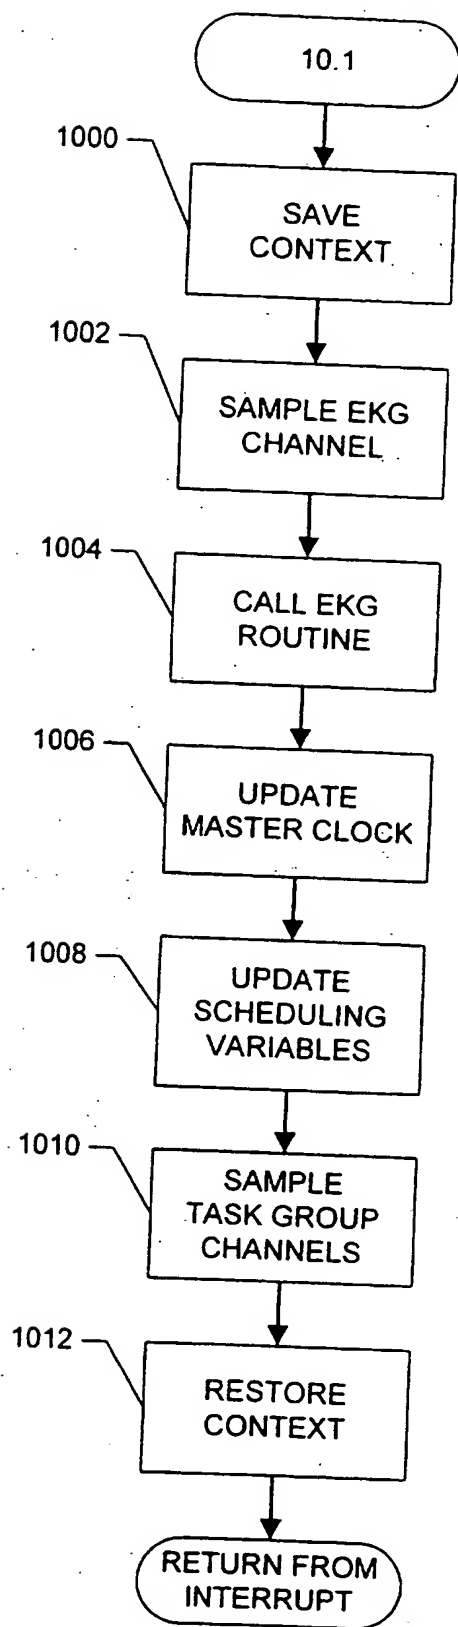 10.1
1000
SAVE
CONTEXT
1002
SAMPLE EKG
CHANNEL
1004
CALL EKG
ROUTINE
1006
UPDATE
MASTER CLOCK
1008
UPDATE
SCHEDULING
VARIABLES
1010
SAMPLE
TASK GROUP
CHANNELS
1012
RESTORE
CONTEXT
RETURN FROM
INTERRUPT